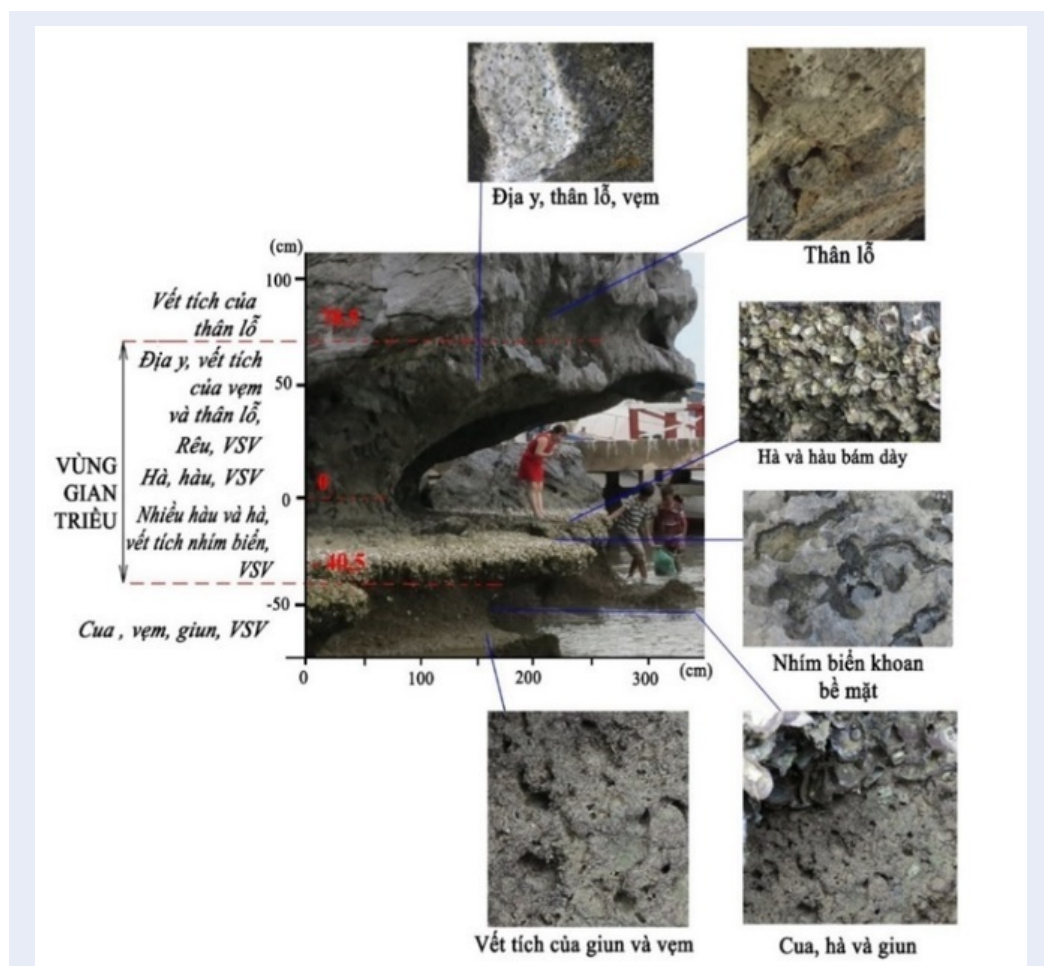 Địa y, thân lỗ, vẹm
Thân lỗ
(cm)
100
50
0
-50
Vết tích của
thân lỗ
Địa y, vết tích
của vẹm
và thân lỗ,
Rêu, VSV
Hà, hàu, VSV
Nhiều hàu và hà,
vết tích nhím biển,
VSV
Cua , vẹm, giun, VSV
VÙNG
GIAN
TRIỀU
0
40.5
Hà và hàu bám dày
Nhím biển khoan
bề mặt
0
100
200
300
(cm)
Vết tích của giun và vẹm
Cua, hà và giun